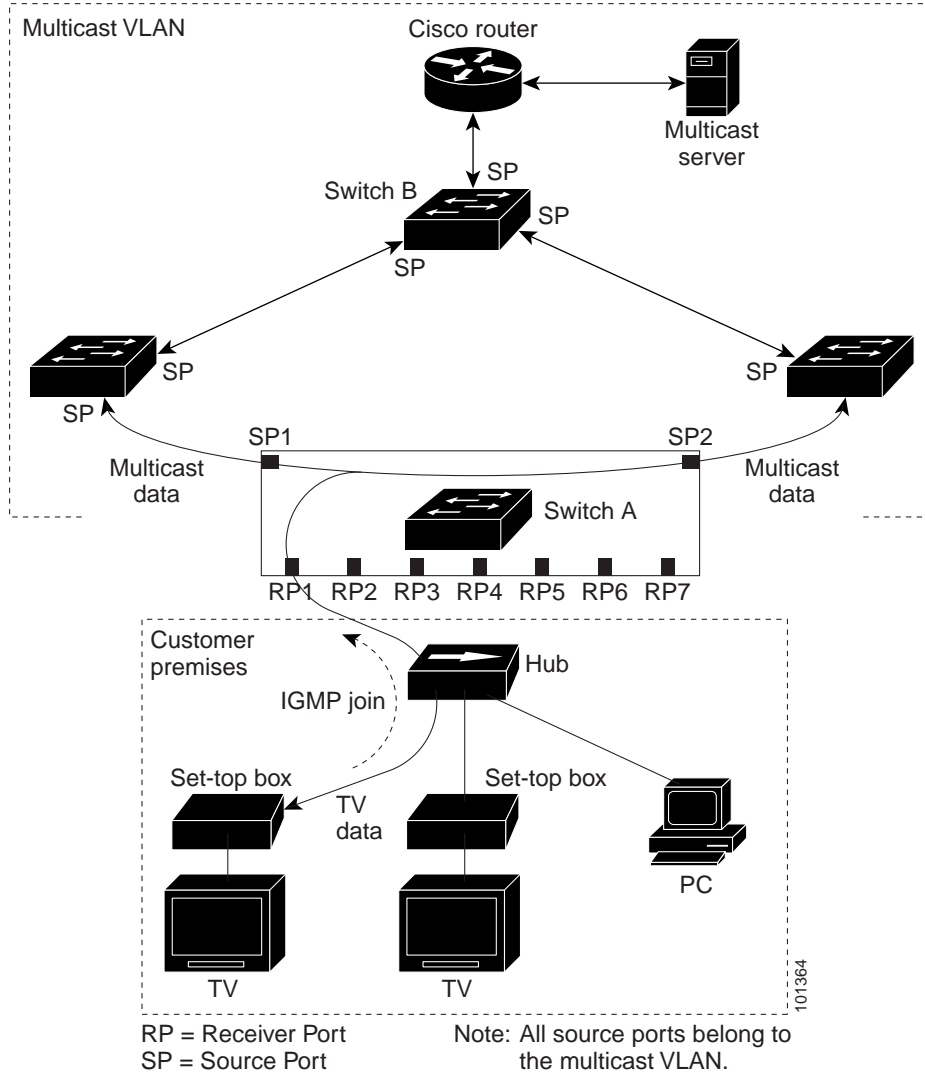 Multicast VLAN
Cisco router
Multicast
server
SP
Switch B
SP
SP
SP
SP
SP
SP1
SP2
Multicast
data
Multicast
data
Switch A
RP1 RP2 RP3 RP4 RP5 RP6 RP7
Customer
premises
Hub
IGMP join
Set-top box
Set-top box
TV
data
PC
TV
TV
101364
RP = Receiver Port
SP = Source Port
Note: All source ports belong to
the multicast VLAN.